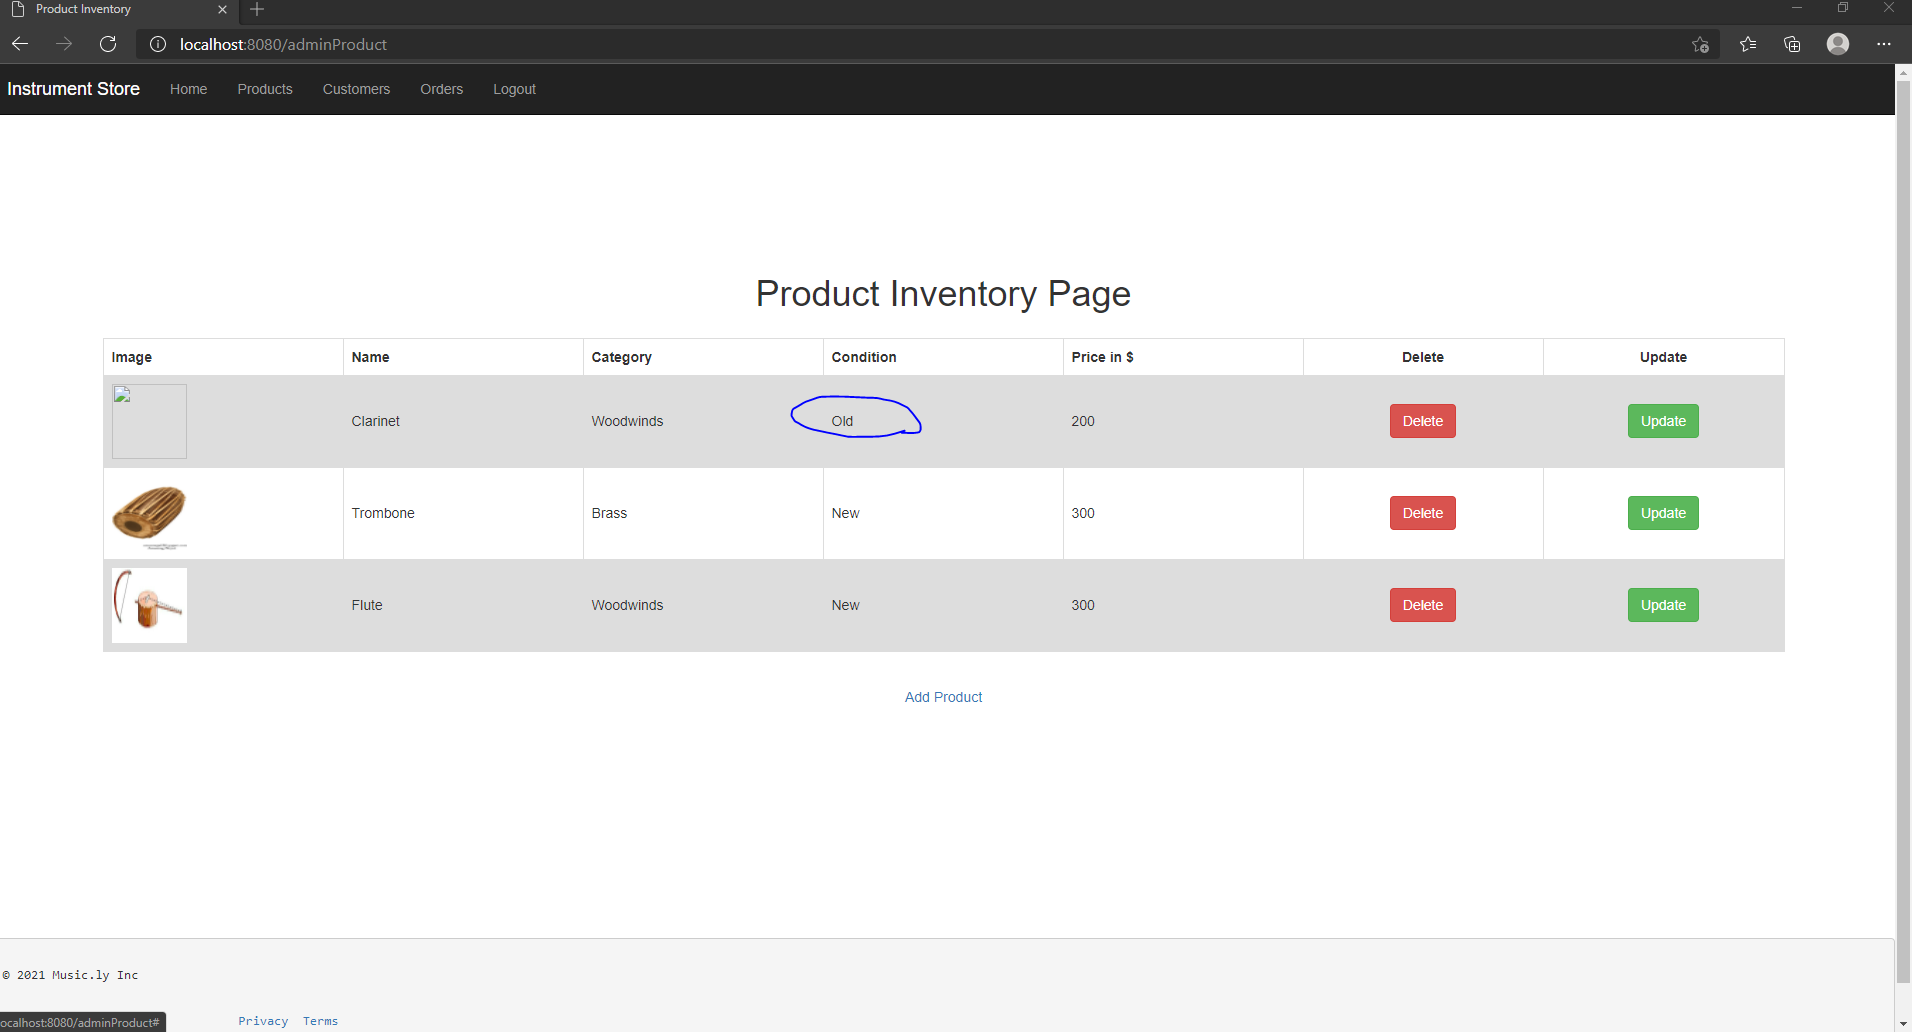 Product Inventory
localhost:8080/adminProduct
Instrument Store Home Products Customers Orders Logout
Product Inventory Page
Image Name Category Condition Price in $ Delete Update
Clarinet Woodwinds Old 200 Delete Update
Trombone Brass New 300 Delete Update
Flute Woodwinds New 300 Delete Update
Add Product
© 2021 Music.ly Inc
ocalhost:8080/adminProduct# Privacy Terms